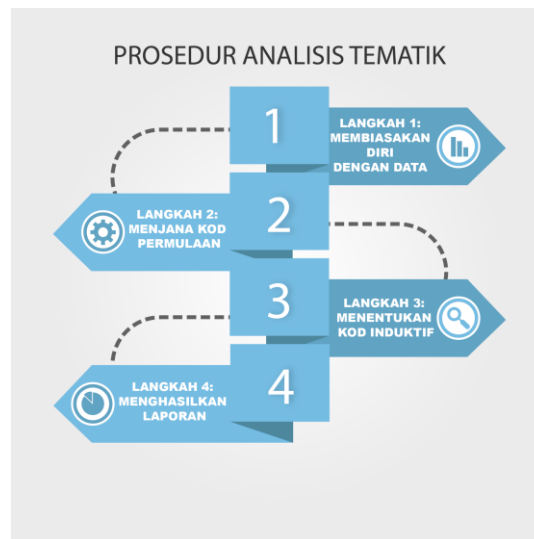 PROSEDUR ANALISIS TEMATIK
1
LANGKAH 1:
MEMBIASAKAN
DIRI
DENGAN DATA
2
LANGKAH 2:
MENJANA KOD
PERMULAAN
3
LANGKAH 3:
MENENTUKAN
KOD INDUKTIF
4
LANGKAH 4:
MENGHASILKAN
LAPORAN